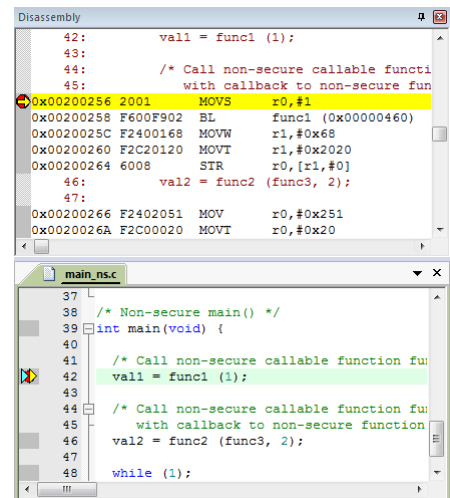 Disassembly
42: val1 = func1 (1);
43:
44: /* Call non-secure callable functi
45: with callback to non-secure fun
0x00200256 2001 MOVS r0,#1
0x00200258 F600F902 BL func1 (0x00000460)
0x0020025C F2400168 MOVW r1,#0x68
0x00200260 F2C20120 MOVT r1,#0x2020
0x00200264 6008 STR r0,[r1,#0]
46: val2 = func2 (func3, 2);
47:
0x00200266 F2402051 MOV r0,#0x251
0x0020026A F2C00020 MOVT r0,#0x20
main_ns.c
37
38 /* Non-secure main() */
39 int main(void) {
40
41 /* Call non-secure callable function fu
42 val1 = func1 (1);
43
44 /* Call non-secure callable function fu
45 with callback to non-secure function
46 val2 = func2 (func3, 2);
47
48 while (1);